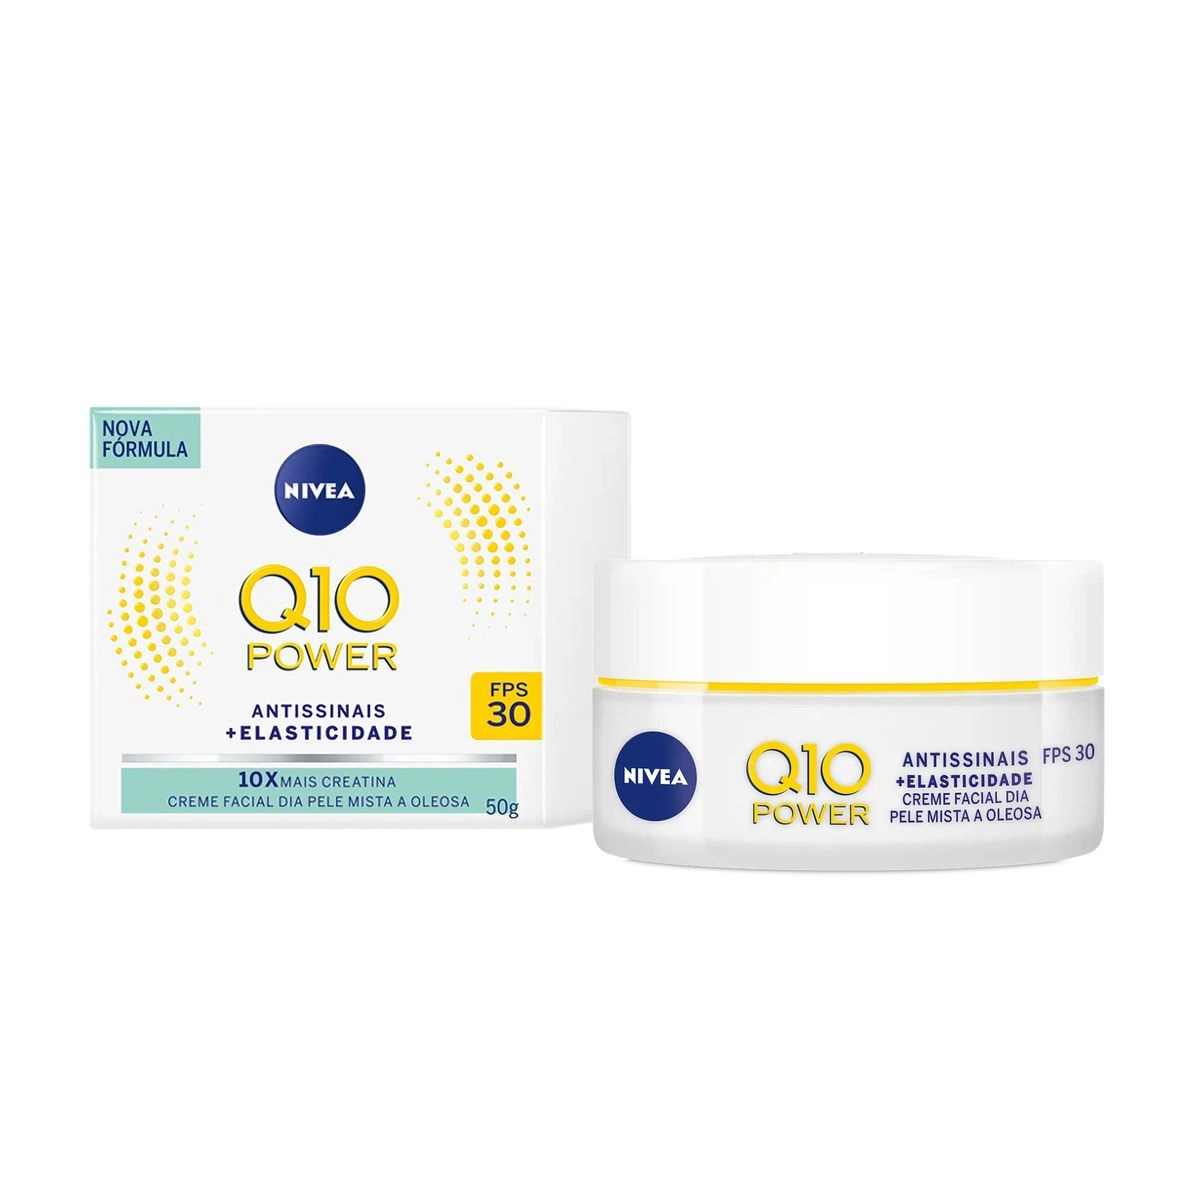 NOVA
FÓRMULA
NIVEA
Q10
POWER
ANTISSINAIS
+ELASTICIDADE
FPS
30
10X MAIS CREATINA
CREME FACIAL DIA PELE MISTA A OLEOSA
50g
NIVEA
Q10
POWER
ANTISSINAIS
+ELASTICIDADE
CREME FACIAL DIA
PELE MISTA A OLEOSA
FPS 30